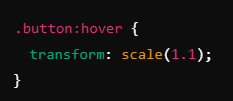 .button:hover {
  transform: scale(1.1);
}